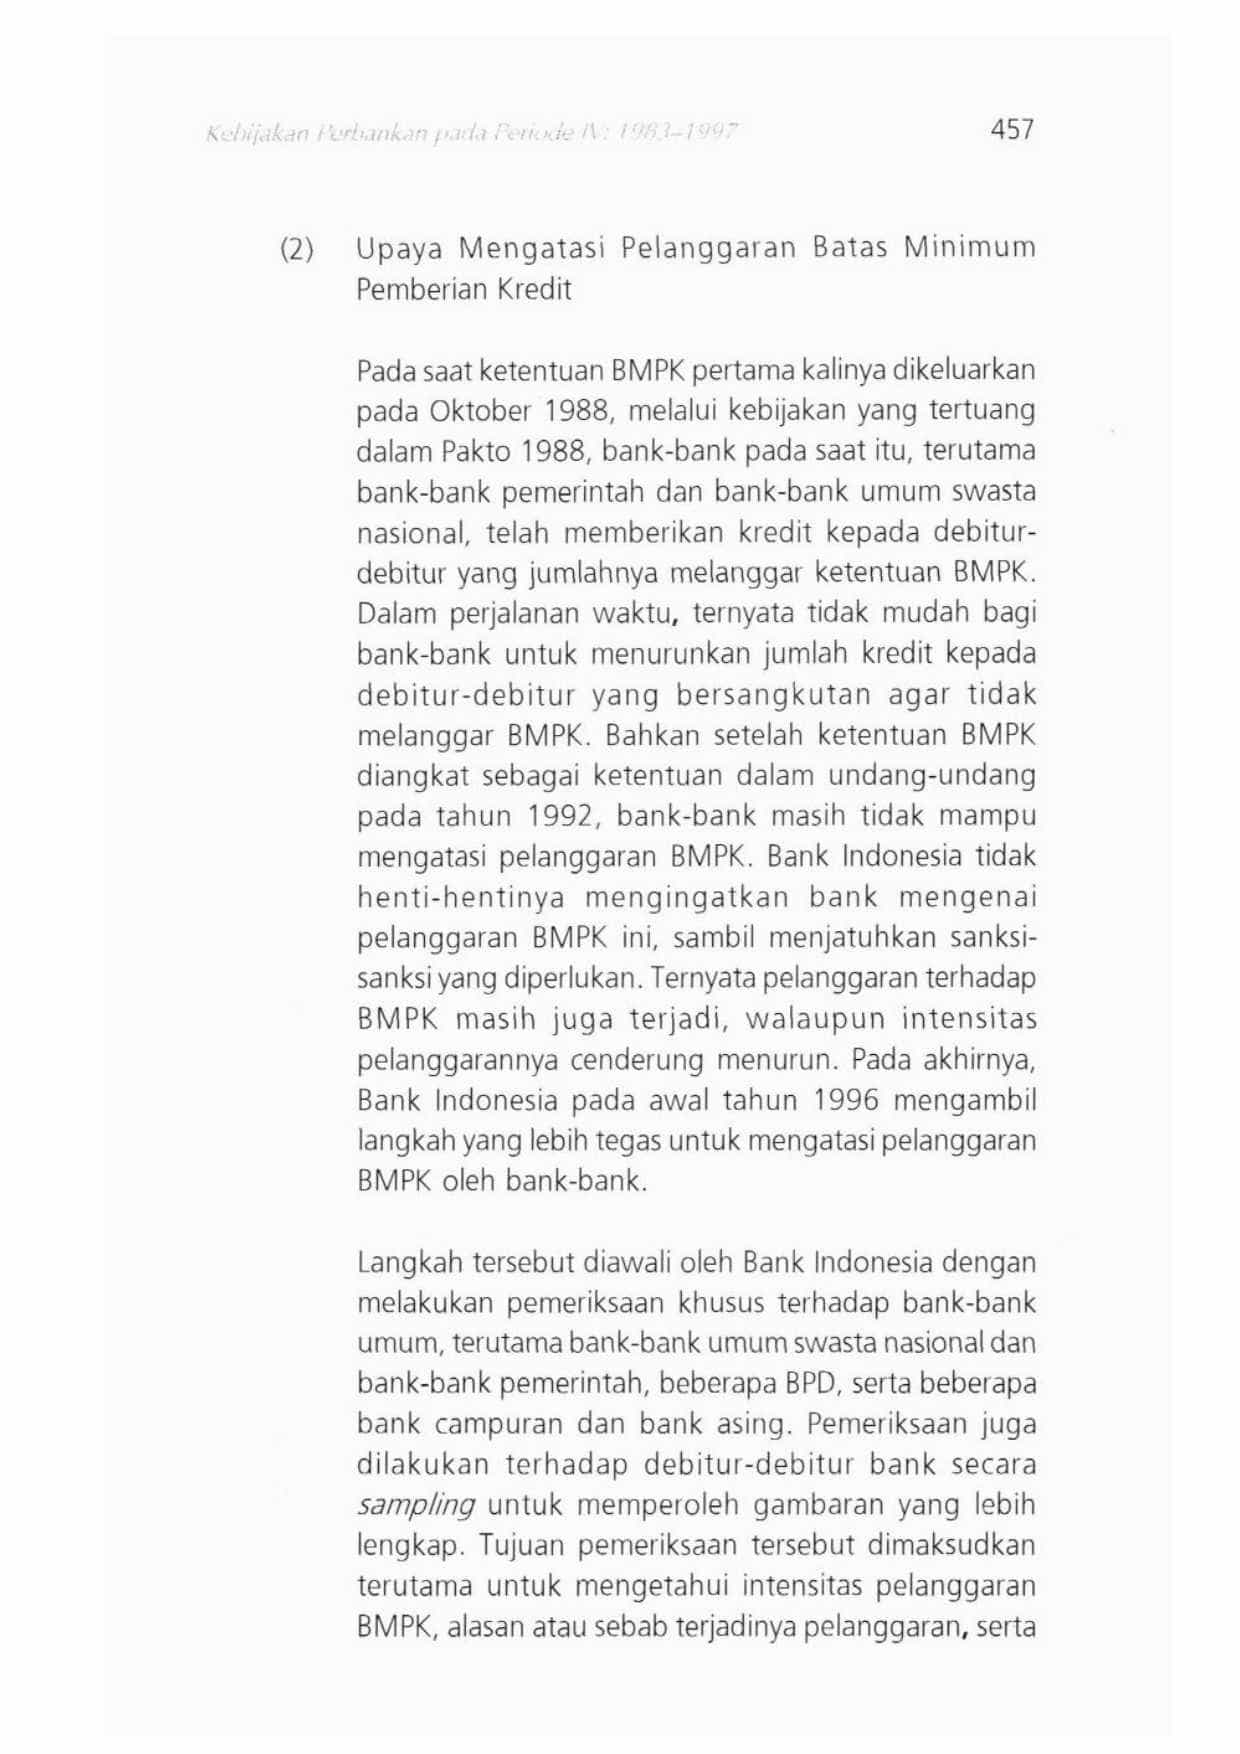 Kebijakan Perbankan pada Periode IV: 1983–1997
457
(2) Upaya Mengatasi Pelanggaran Batas Minimum
Pemberian Kredit
Pada saat ketentuan BMPK pertama kalinya dikeluarkan
pada Oktober 1988, melalui kebijakan yang tertuang
dalam Pakto 1988, bank-bank pada saat itu, terutama
bank-bank pemerintah dan bank-bank umum swasta
nasional, telah memberikan kredit kepada debitur-
debitur yang jumlahnya melanggar ketentuan BMPK.
Dalam perjalanan waktu, ternyata tidak mudah bagi
bank-bank untuk menurunkan jumlah kredit kepada
debitur-debitur yang bersangkutan agar tidak
melanggar BMPK. Bahkan setelah ketentuan BMPK
diangkat sebagai ketentuan dalam undang-undang
pada tahun 1992, bank-bank masih tidak mampu
mengatasi pelanggaran BMPK. Bank Indonesia tidak
henti-hentinya mengingatkan bank mengenai
pelanggaran BMPK ini, sambil menjatuhkan sanksi-
sanksi yang diperlukan. Ternyata pelanggaran terhadap
BMPK masih juga terjadi, walaupun intensitas
pelanggarannya cenderung menurun. Pada akhirnya,
Bank Indonesia pada awal tahun 1996 mengambil
langkah yang lebih tegas untuk mengatasi pelanggaran
BMPK oleh bank-bank.
Langkah tersebut diawali oleh Bank Indonesia dengan
melakukan pemeriksaan khusus terhadap bank-bank
umum, terutama bank-bank umum swasta nasional dan
bank-bank pemerintah, beberapa BPD, serta beberapa
bank campuran dan bank asing. Pemeriksaan juga
dilakukan terhadap debitur-debitur bank secara
sampling untuk memperoleh gambaran yang lebih
lengkap. Tujuan pemeriksaan tersebut dimaksudkan
terutama untuk mengetahui intensitas pelanggaran
BMPK, alasan atau sebab terjadinya pelanggaran, serta